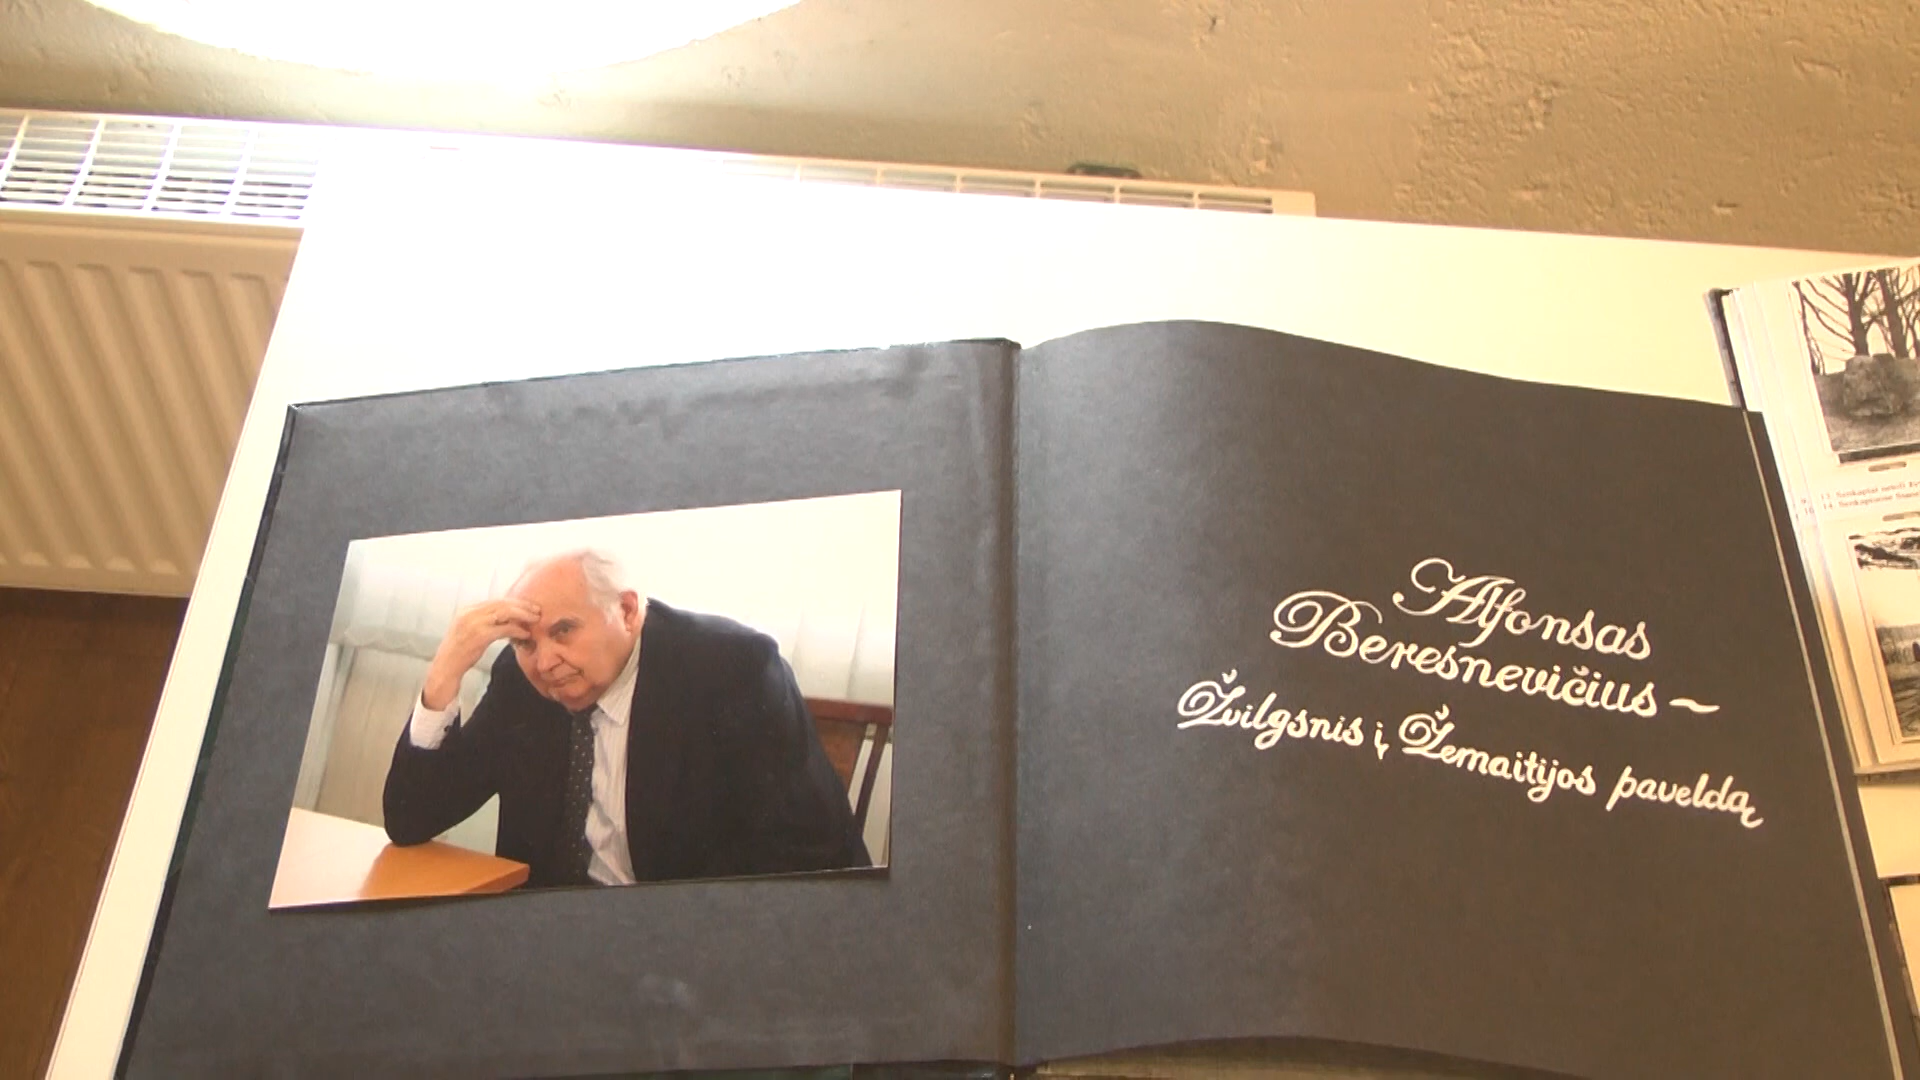 Alfonsas
Beresnevičius ~
Žvilgsnis į Žemaitijos paveldą